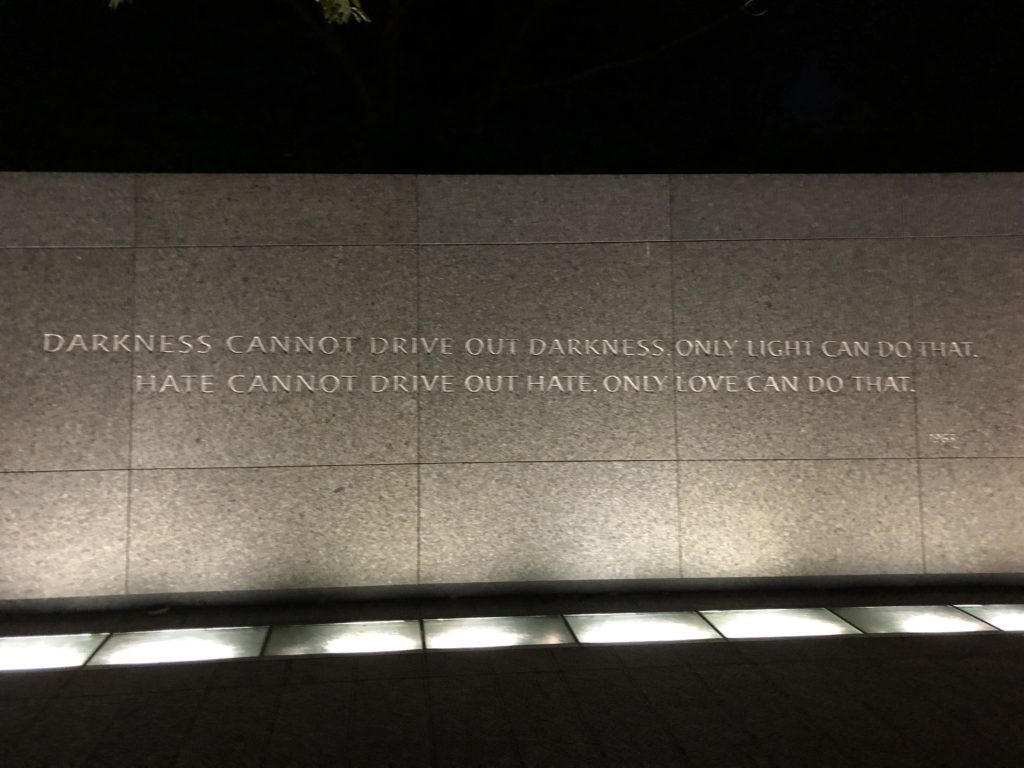 DARKNESS CANNOT DRIVE OUT DARKNESS, ONLY LIGHT CAN DO THAT.
HATE CANNOT DRIVE OUT HATE, ONLY LOVE CAN DO THAT.